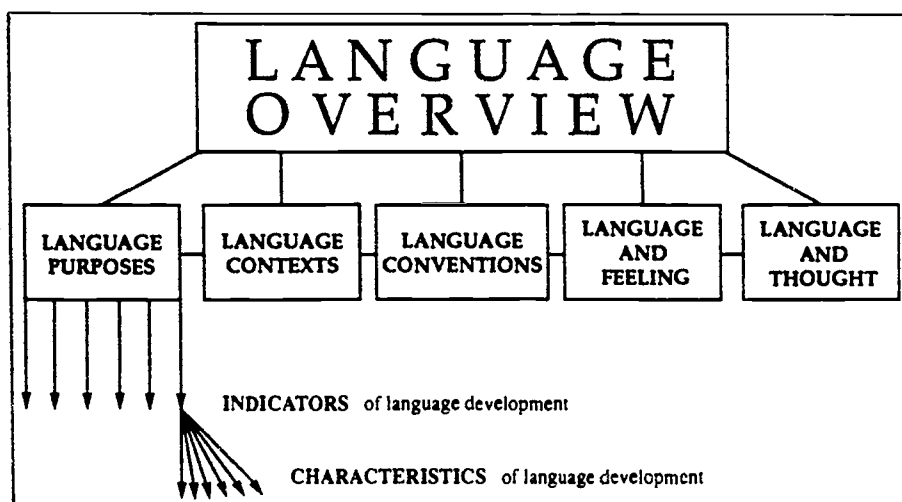 LANGUAGE
OVERVIEW
LANGUAGE
PURPOSES
LANGUAGE
CONTEXTS
LANGUAGE
CONVENTIONS
LANGUAGE
AND
FEELING
LANGUAGE
AND
THOUGHT
INDICATORS of language development
CHARACTERISTICS of language development